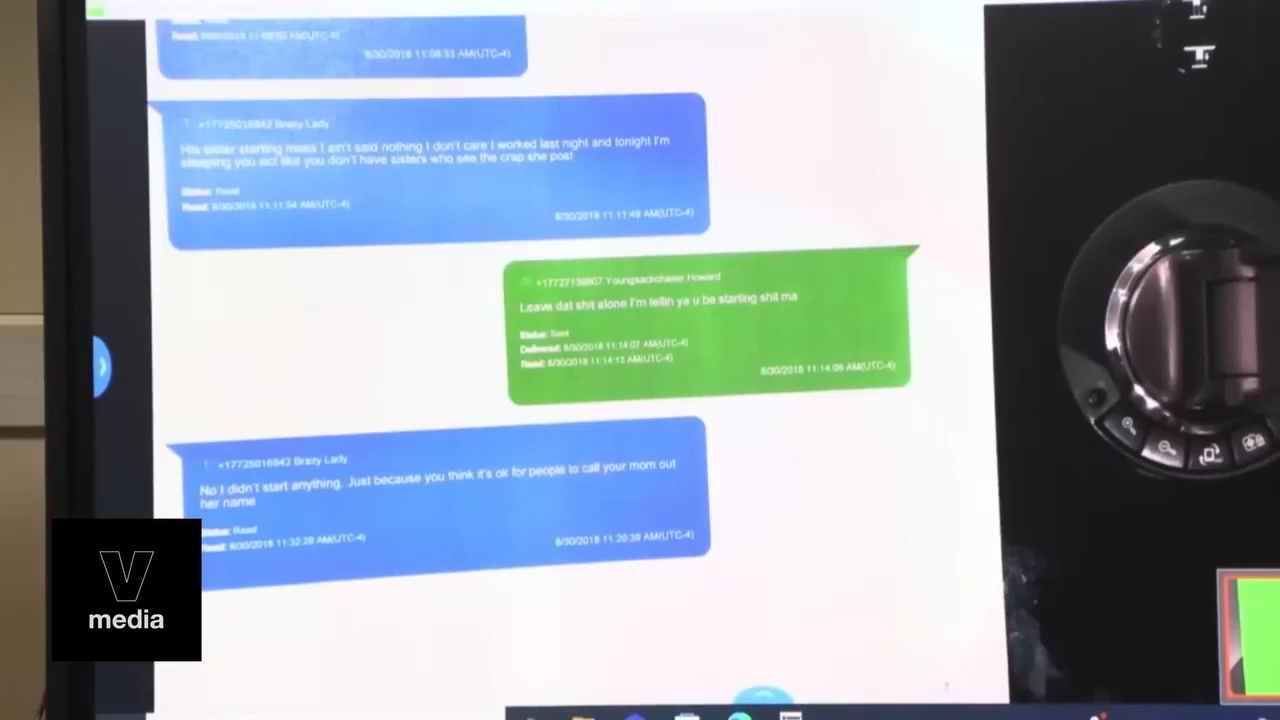 8/30/2018 11:08:33 AM(UTC-4)
+17725016942 Brazy Lady
His sister starting mess I ain't said nothing I don't care I worked last night and tonight I'm
sleeping you act like you don't have sisters who see the crap she post
Status: Read
Read: 8/30/2018 11:11:54 AM(UTC-4)
8/30/2018 11:11:49 AM(UTC-4)
+17727139807 Youngsackchaser Howard
Leave dat shit alone I'm tellin ya u be starting shit ma
Status: Sent
Delivered: 8/30/2018 11:14:07 AM(UTC-4)
Read: 8/30/2018 11:14:13 AM(UTC-4)
8/30/2018 11:14:06 AM(UTC-4)
+17725016942 Brazy Lady
No I didn't start anything. Just because you think it's ok for people to call your mom out
her name
Status: Read
Read: 8/30/2018 11:32:28 AM(UTC-4)
8/30/2018 11:20:39 AM(UTC-4)
V
media